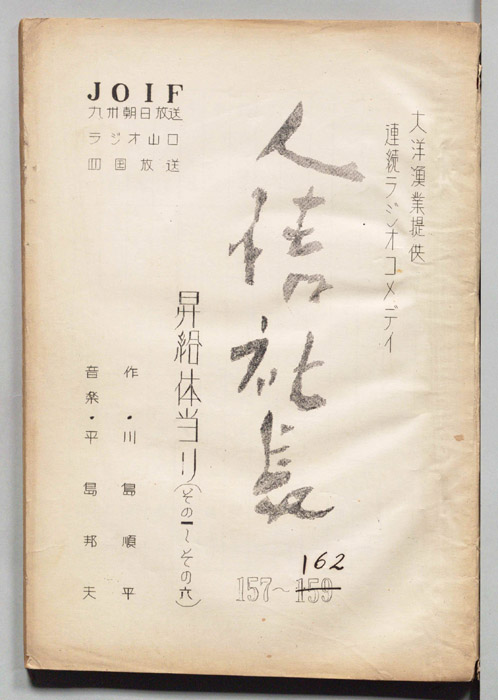 大洋漁業提供
連続ラジオコメディ
人情社長
昇給体当り(その一〜その六)
162
157〜159
JOIF
九州朝日放送
ラジオ山口
四国放送
作・川島順平
音楽・平島邦夫